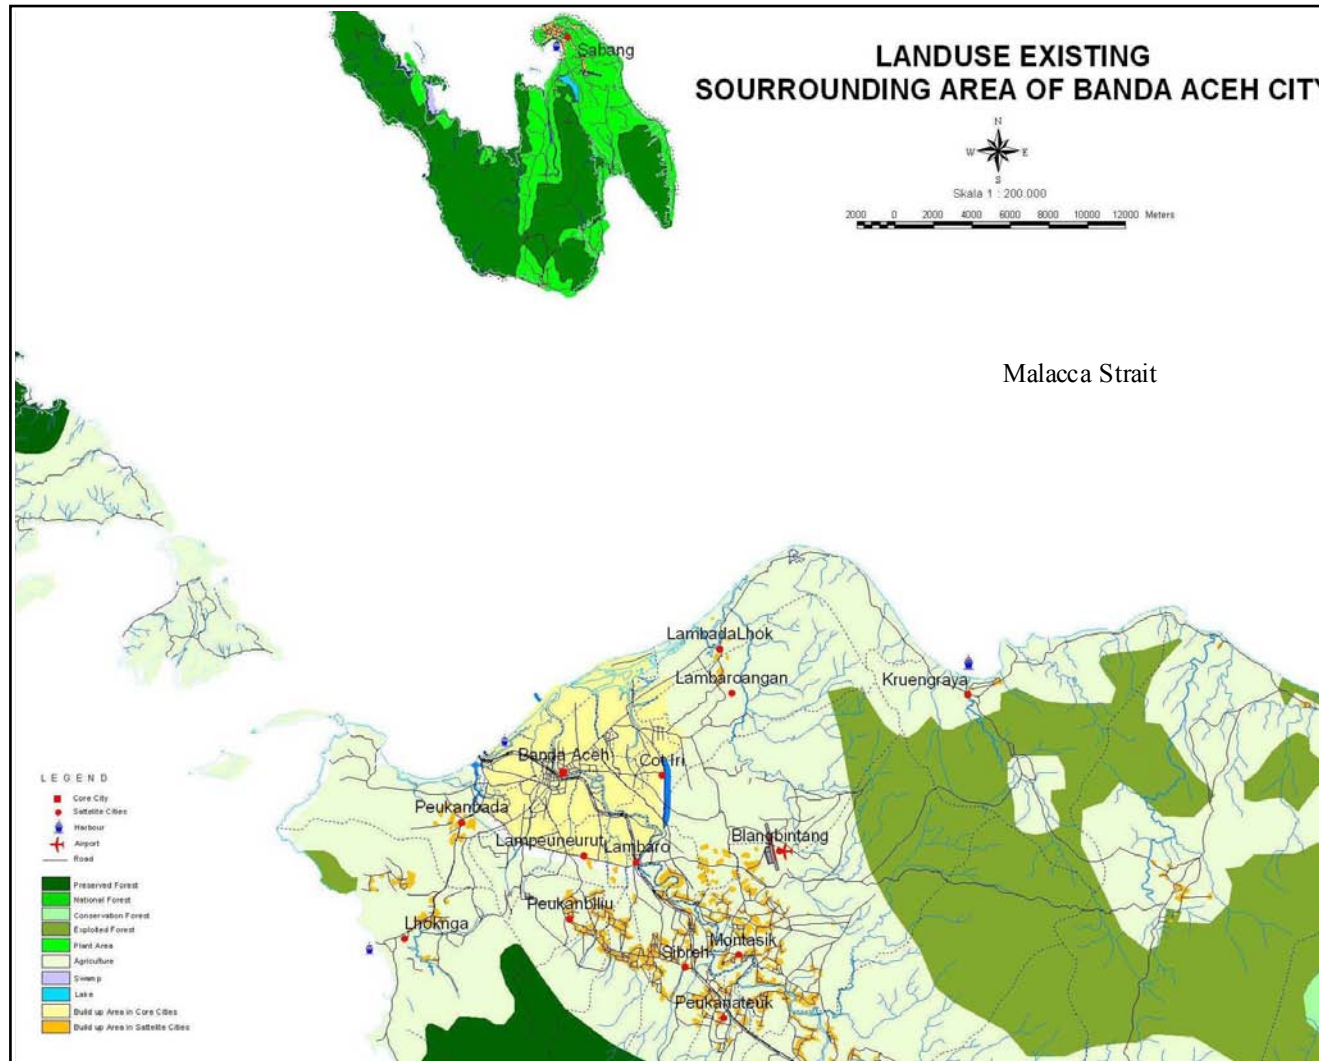 LANDUSE EXISTING
SOURROUNDING AREA OF BANDA ACEH CITY
N
W E
S
Skala 1 : 200.000
2000 0 2000 4000 6000 8000 10000 12000 Meters
Sabang
Malacca Strait
LambadaLhok
Lambaroangan
Kruengraya
Banda Aceh
Cot Iri
Peukanbada
Lampeuneurut
Lambaro
Blangbintang
Peukanbiliu
Lhoknga
Sibreh
Montasik
Peukanateuk
LEGEND
Core City
Sattelite Cities
Harbour
Airport
Road
Preserved Forest
National Forest
Conservation Forest
Exploited Forest
Plant Area
Agriculture
Swamp
Lake
Build up Area in Core Cities
Build up Area in Sattelite Cities